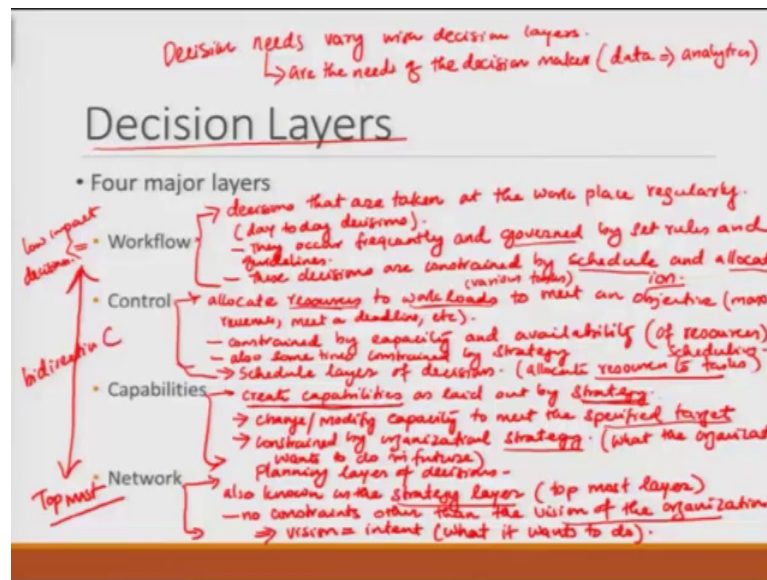 Decision needs vary with decision layers.
↳ are the needs of the decision maker (data => analytics)
Decision Layers
• Four major layers
low impact
decisions.
• Workflow
→ decisions that are taken at the work place regularly.
(day to day decisions).
- They occur frequently and governed by set rules and
guidelines.
- These decisions are constrained by schedule and allocat
ion.
(various tasks)
• Control
→ allocate resources to work loads to meet an objective (max
revenue, meet a deadline, etc).
- constrained by capacity and availability (of resources)
- also some times constrained by strategy
scheduling.
→ Schedule layer of decisions. (allocate resources to tasks)
bidirection
• Capabilities
→ create capabilities as laid out by strategy.
→ change/modify capacity to meet the specified target
→ constrained by organizational strategy. (what the organizat
wants to do in future)
→ Planning layer of decisions.
• Network
Top most
also known as the strategy layer (top most layer)
- no constraints other than the vision of the organization
⇒ vision = intent (what it wants to do).